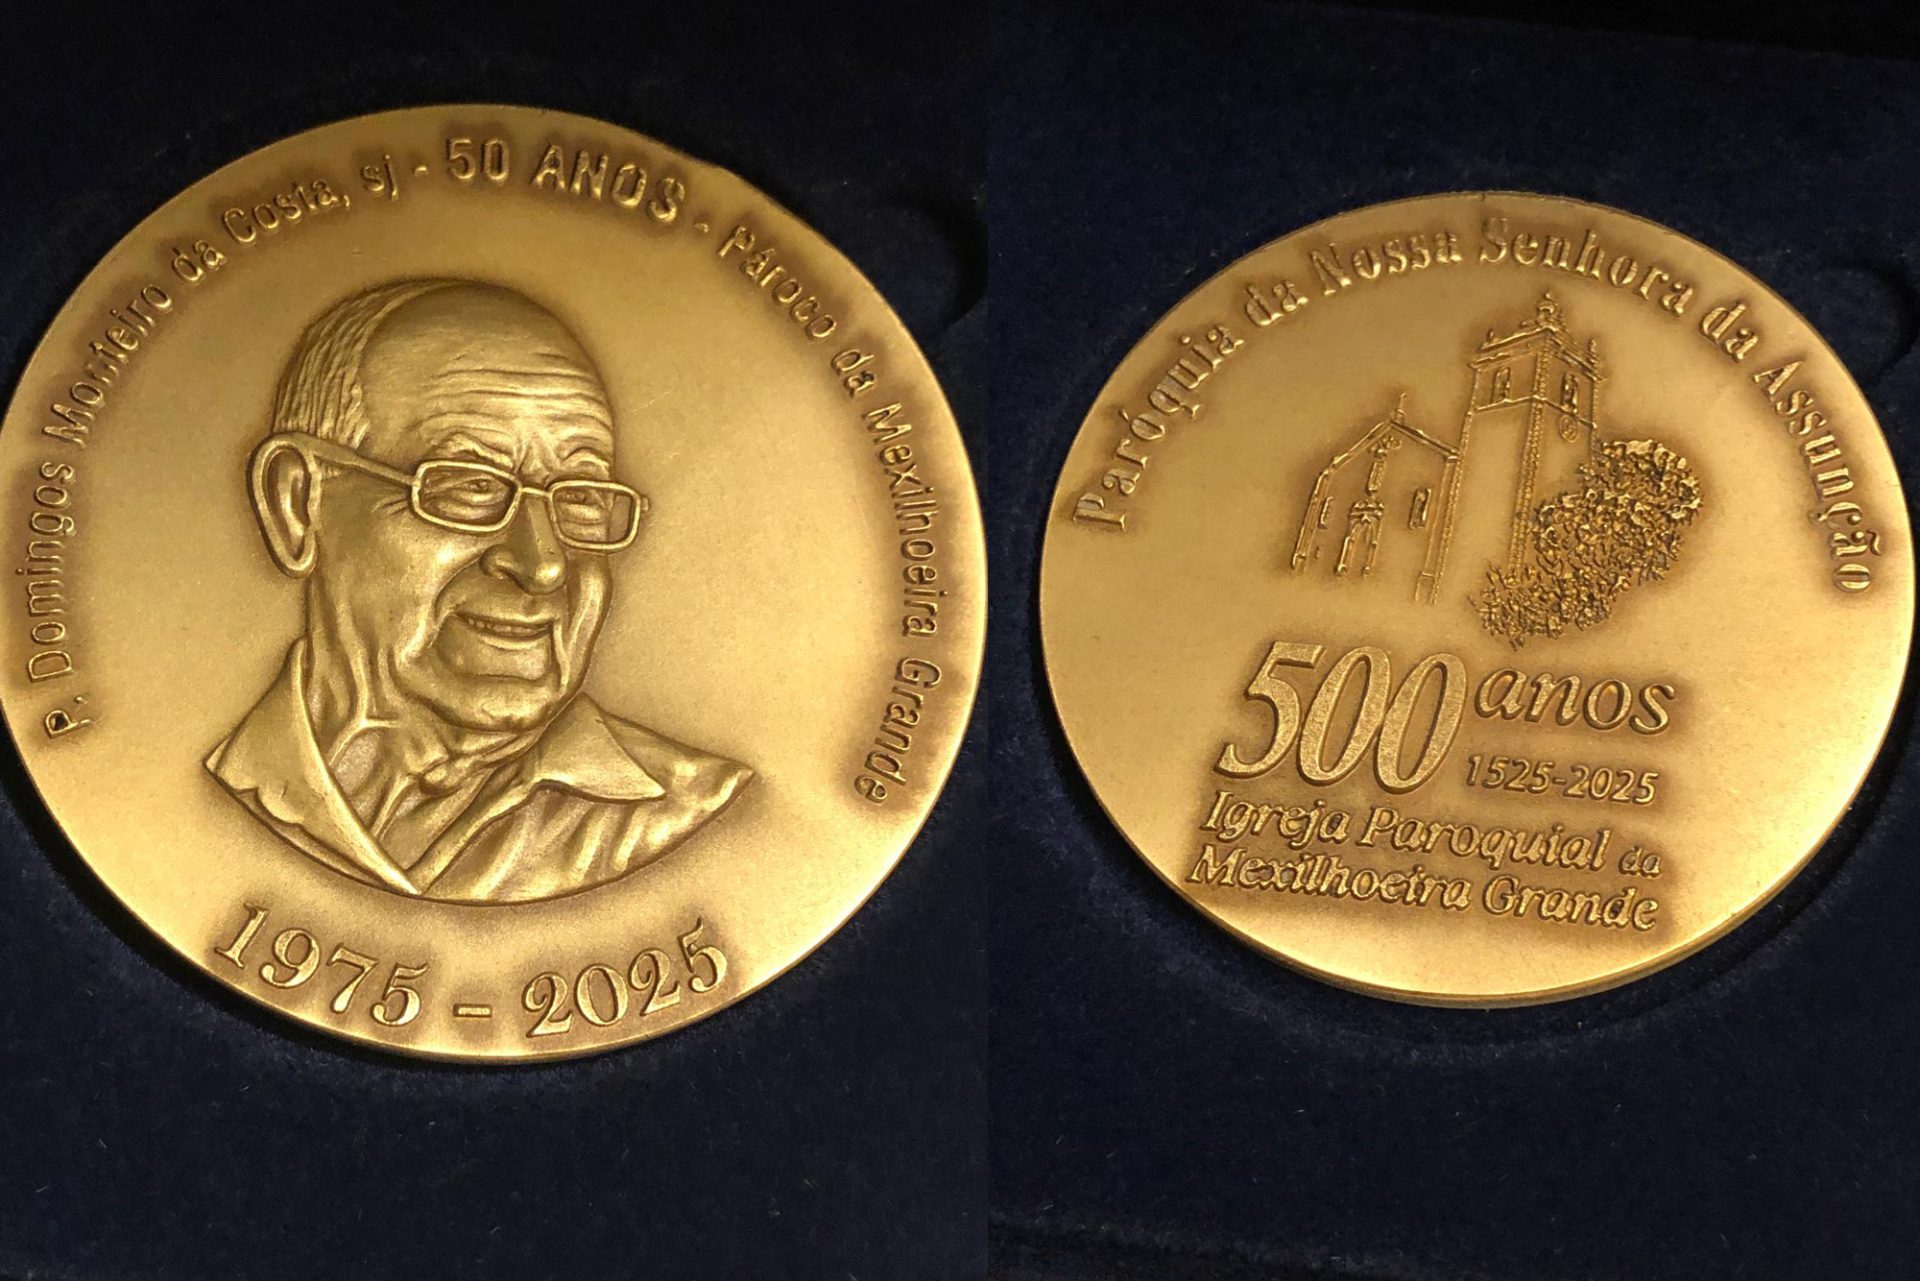 P. Domingos Monteiro da Costa, sj - 50 ANOS - Pároco da Mexilhoeira Grande
1975 - 2025
Paróquia da Nossa Senhora da Assunção
500 anos
1525-2025
Igreja Paroquial da
Mexilhoeira Grande